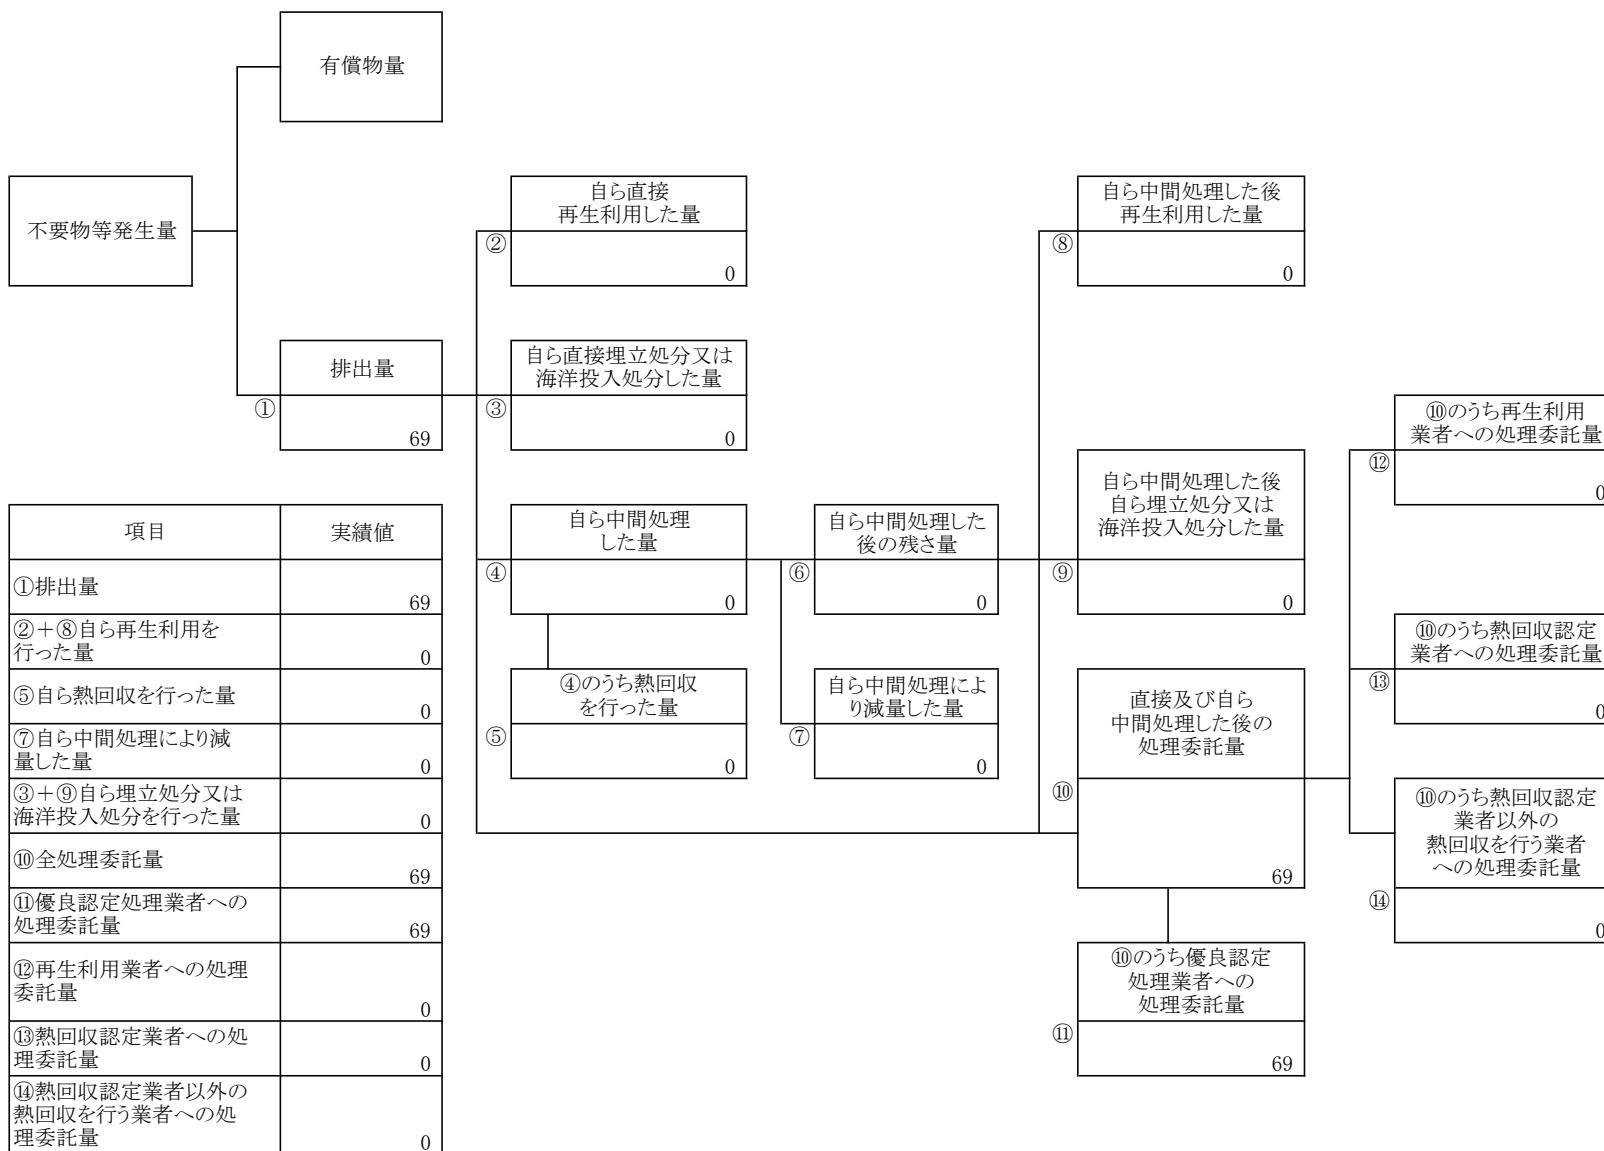 有償物量
不要物等発生量
排出量
①
69
自ら直接
再生利用した量
②
0
自ら直接埋立処分又は
海洋投入処分した量
③
0
自ら中間処理
した量
④
0
④のうち熱回収
を行った量
⑤
0
自ら中間処理した
後の残さ量
⑥
0
自ら中間処理によ
り減量した量
⑦
0
自ら中間処理した後
再生利用した量
⑧
0
自ら中間処理した後
自ら埋立処分又は
海洋投入処分した量
⑨
0
直接及び自ら
中間処理した後の
処理委託量
⑩
69
⑩のうち優良認定
処理業者への
処理委託量
⑪
69
⑩のうち再生利用
業者への処理委託量
⑫
0
⑩のうち熱回収認定
業者への処理委託量
⑬
0
⑩のうち熱回収認定
業者以外の
熱回収を行う業者
への処理委託量
⑭
0
項目 実績値
①排出量
69
②+⑧自ら再生利用を
行った量 0
⑤自ら熱回収を行った量
0
⑦自ら中間処理により減
量した量 0
③+⑨自ら埋立処分又は
海洋投入処分を行った量 0
⑩全処理委託量
69
⑪優良認定処理業者への
処理委託量 69
⑫再生利用業者への処理
委託量
0
⑬熱回収認定業者への処
理委託量 0
⑭熱回収認定業者以外の
熱回収を行う業者への処
理委託量 0